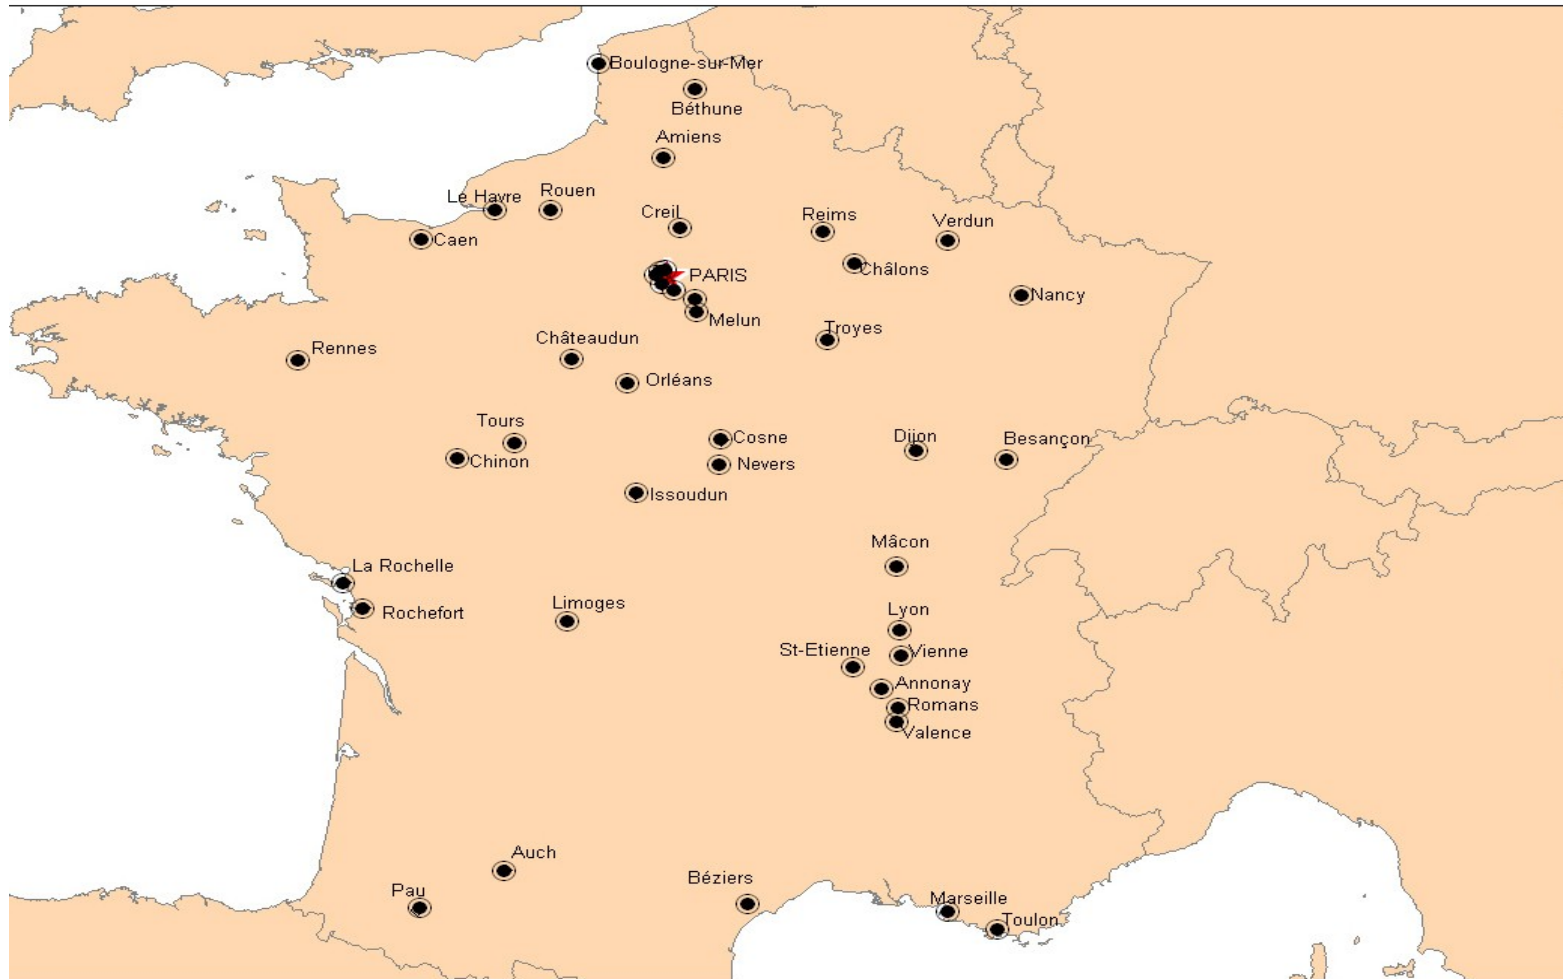 Boulogne-sur-Mer
Béthune
Amiens
Le Havre
Rouen
Creil
Reims
Verdun
Caen
Châlons
PARIS
Nancy
Melun
Troyes
Châteaudun
Rennes
Orléans
Tours
Cosne
Dijon
Besançon
Chinon
Nevers
Issoudun
Mâcon
La Rochelle
Limoges
Rochefort
Lyon
St-Etienne
Vienne
Annonay
Romans
Valence
Auch
Béziers
Pau
Marseille
Toulon